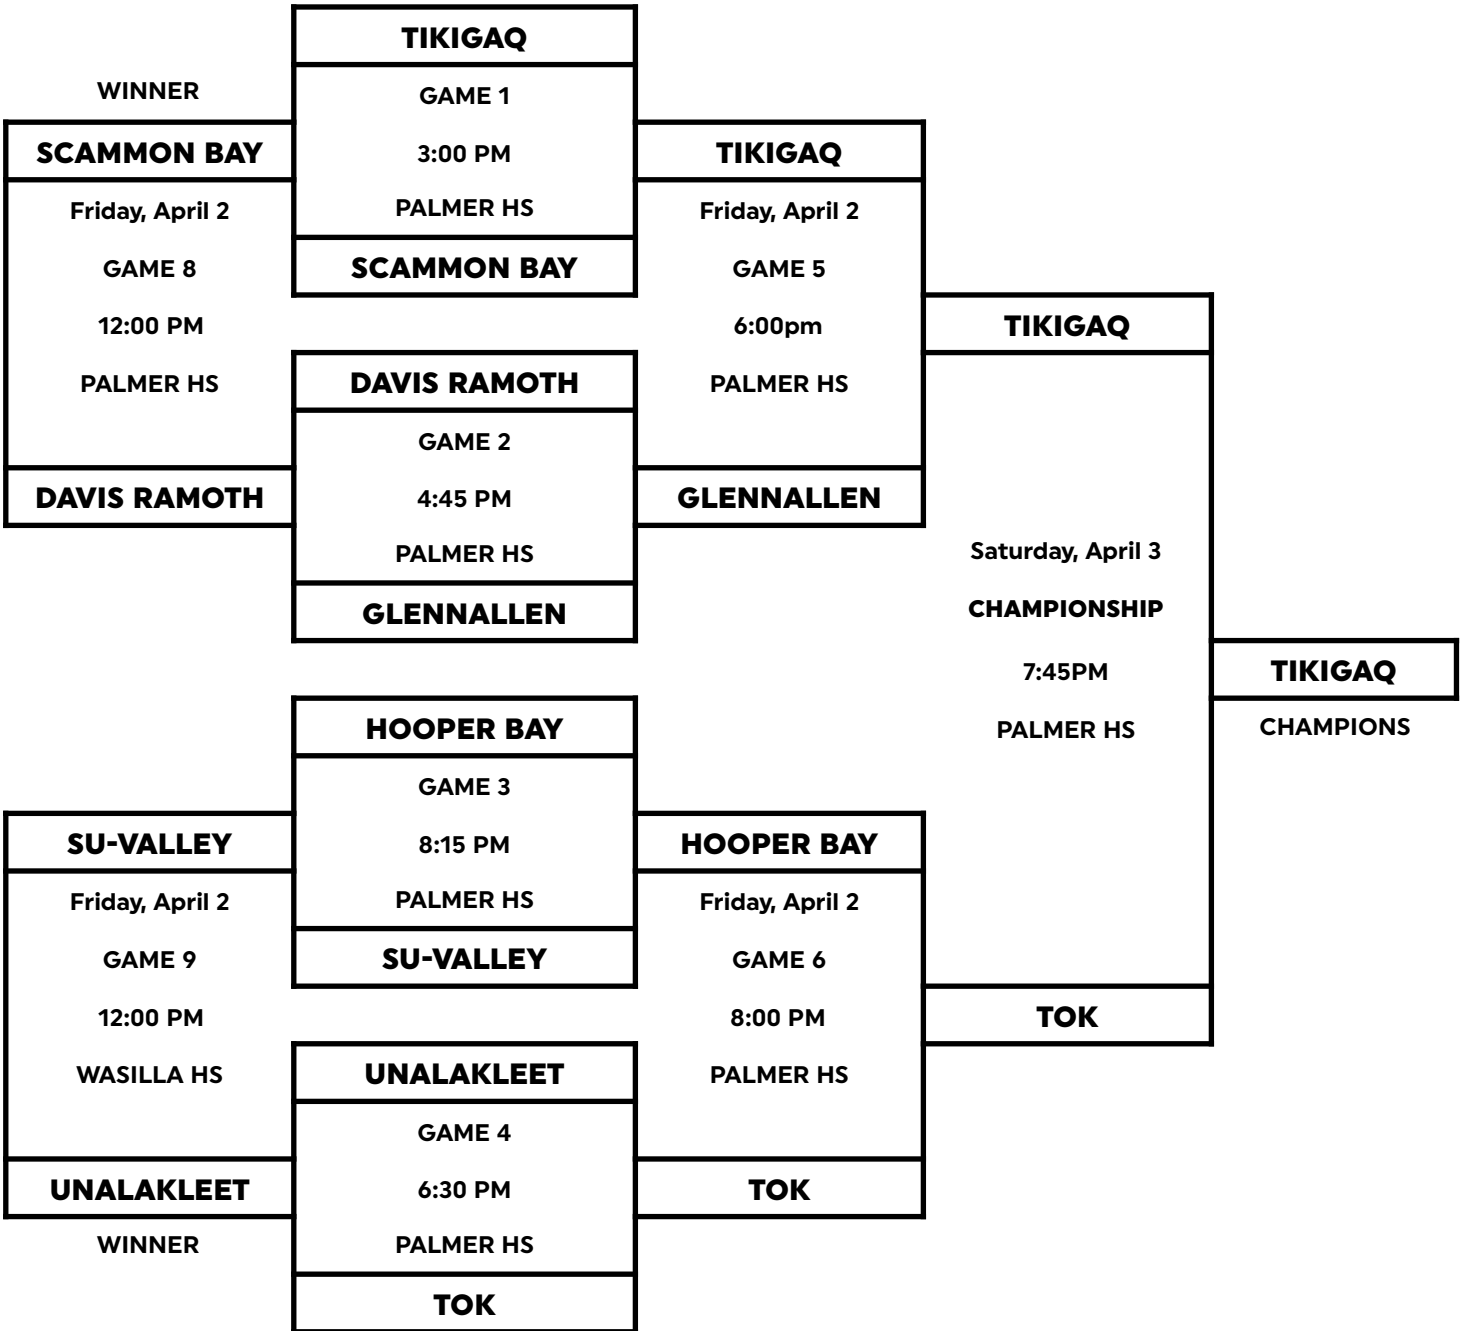 TIKIGAQ
GAME 1
3:00 PM
PALMER HS
SCAMMON BAY
WINNER
SCAMMON BAY
Friday, April 2
GAME 8
12:00 PM
PALMER HS
DAVIS RAMOTH
DAVIS RAMOTH
GAME 2
4:45 PM
PALMER HS
GLENNALLEN
TIKIGAQ
Friday, April 2
GAME 5
6:00pm
PALMER HS
GLENNALLEN
HOOPER BAY
GAME 3
8:15 PM
PALMER HS
SU-VALLEY
SU-VALLEY
Friday, April 2
GAME 9
12:00 PM
WASILLA HS
UNALAKLEET
WINNER
UNALAKLEET
GAME 4
6:30 PM
PALMER HS
TOK
HOOPER BAY
Friday, April 2
GAME 6
8:00 PM
PALMER HS
TOK
TIKIGAQ
Saturday, April 3
CHAMPIONSHIP
7:45PM
PALMER HS
TOK
TIKIGAQ
CHAMPIONS